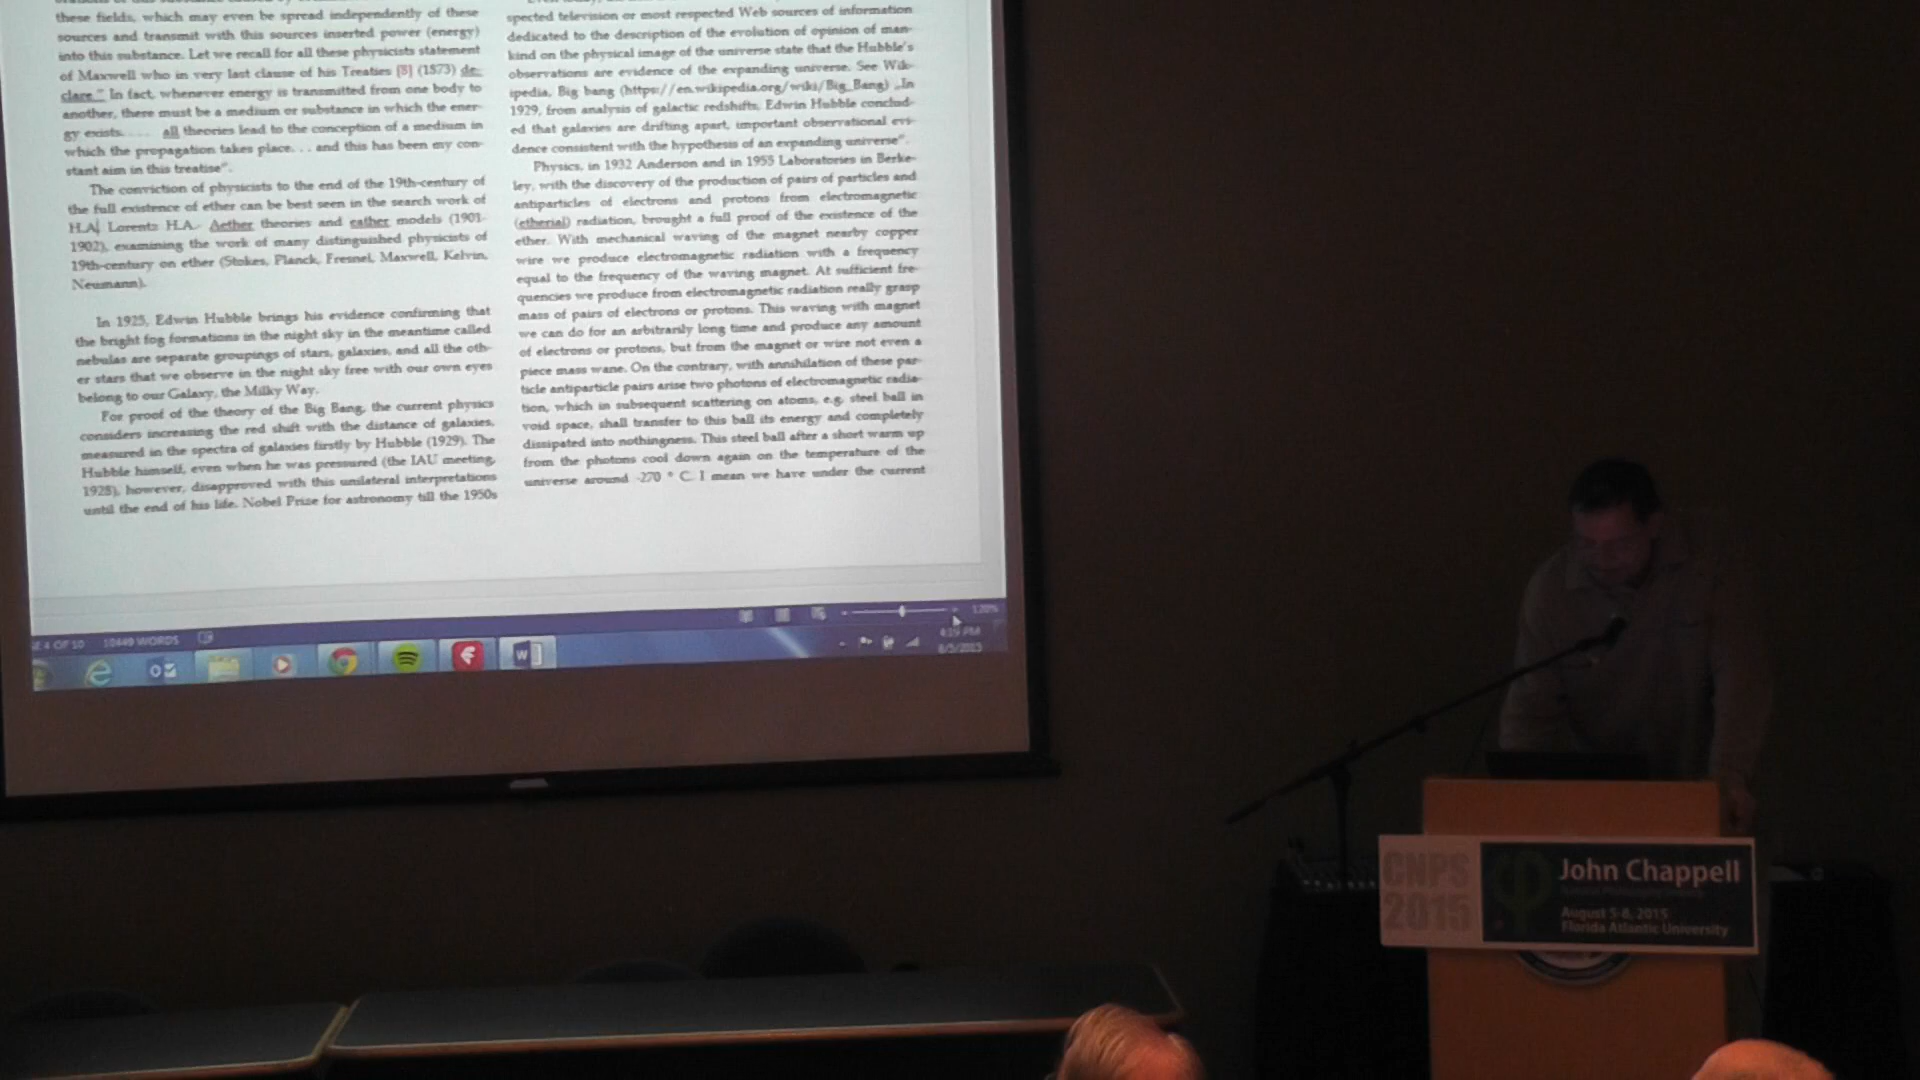 these fields, which may even be spread independently of these
sources and transmit with this sources inserted power (energy)
into this substance. Let we recall for all these physicists statement
of Maxwell who in very last clause of his Treaties [8] (1873) de-
clare." In fact, whenever energy is transmitted from one body to
another, these must be a medium or substance in which the ener-
gy exists..... all theories lead to the conception of a medium in
which the propagation takes place. . . and this has been my con-
stant aim in this treatise".
The conviction of physicists to the end of the 19th-century of
the full existence of ether can be best seen in the search work of
H.A. Lorentz H.A.- Aether theories and eather models (1901-
1902), examining the work of many distinguished physicists of
19th-century on ether (Stokes, Planck, Fresnel, Maxwell, Kelvin,
Neumann).
In 1925, Edwin Hubble brings his evidence confirming that
the bright fog formations in the night sky in the meantime called
nebulas are separate groupings of stars, galaxies, and all the oth-
er stars that we observe in the night sky free with our own eyes
belong to our Galaxy, the Milky Way.
For proof of the theory of the Big Bang, the current physics
considers increasing the red shift with the distance of galaxies,
measured in the spectra of galaxies firstly by Hubble (1929). The
Hubble himself, even when he was pressured (the IAU meeting,
1928), however, disapproved with this unilateral interpretations
until the end of his life. Nobel Prize for astronomy till the 1950s
spected television or most respected Web sources of information
dedicated to the description of the evolution of opinion of man-
kind on the physical image of the universe state that the Hubble's
observations are evidence of the expanding universe. See Wik-
ipedia, Big bang (https://en.wikipedia.org/wiki/Big_Bang) „In
1929, from analysis of galactic redshifts, Edwin Hubble conclud-
ed that galaxies are drifting apart, important observational evi-
dence consistent with the hypothesis of an expanding universe".
Physics, in 1932 Anderson and in 1955 Laboratories in Berke-
ley, with the discovery of the production of pairs of particles and
antiparticles of electrons and protons from electromagnetic
(etherial) radiation, brought a full proof of the existence of the
ether. With mechanical waving of the magnet nearby copper
wire we produce electromagnetic radiation with a frequency
equal to the frequency of the waving magnet. At sufficient fre-
quencies we produce from electromagnetic radiation really grasp
mass of pairs of electrons or protons. This waving with magnet
we can do for an arbitrarily long time and produce any amount
of electrons or protons, but from the magnet or wire not even a
piece mass wane. On the contrary, with annihilation of these par-
ticle antiparticle pairs arise two photons of electromagnetic radia-
tion, which in subsequent scattering on atoms, e.g. steel ball in
void space, shall transfer to this ball its energy and completely
dissipated into nothingness. This steel ball after a short warm up
from the photons cool down again on the temperature of the
universe around -270 ° C. I mean we have under the current
E 4 OF 10 10449 WORDS
120%
4:19 PM
8/5/2015
CNPS
2015
John Chappell
August 5-8, 2015
Florida Atlantic University